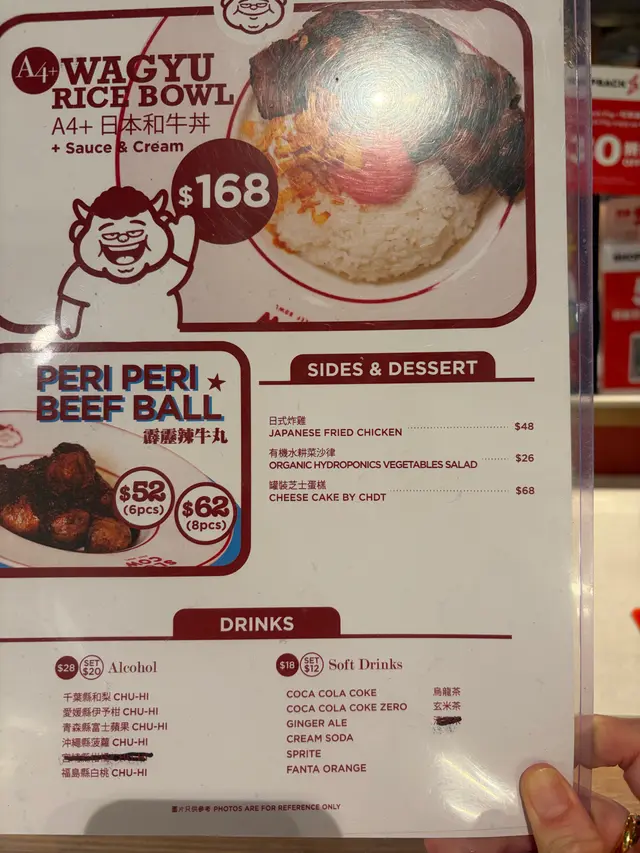 A4+ WAGYU
RICE BOWL
A4+ 日本和牛丼
+ Sauce & Cream
$168
PERI PERI
BEEF BALL
霹靂辣牛丸
$52
(6pcs)
$62
(8pcs)
SIDES & DESSERT
日式炸雞
JAPANESE FRIED CHICKEN $48
有機水耕菜沙律
ORGANIC HYDROPONICS VEGETABLES SALAD $26
罐裝芝士蛋糕
CHEESE CAKE BY CHDT $68
DRINKS
$28 SET $20 Alcohol
千葉縣和梨 CHU-HI
愛媛縣伊予柑 CHU-HI
青森縣富士蘋果 CHU-HI
沖繩縣菠蘿 CHU-HI
福島縣白桃 CHU-HI
$18 SET $12 Soft Drinks
COCA COLA COKE
COCA COLA COKE ZERO
GINGER ALE
CREAM SODA
SPRITE
FANTA ORANGE
烏龍茶
玄米茶
圖片只供參考 PHOTOS ARE FOR REFERENCE ONLY